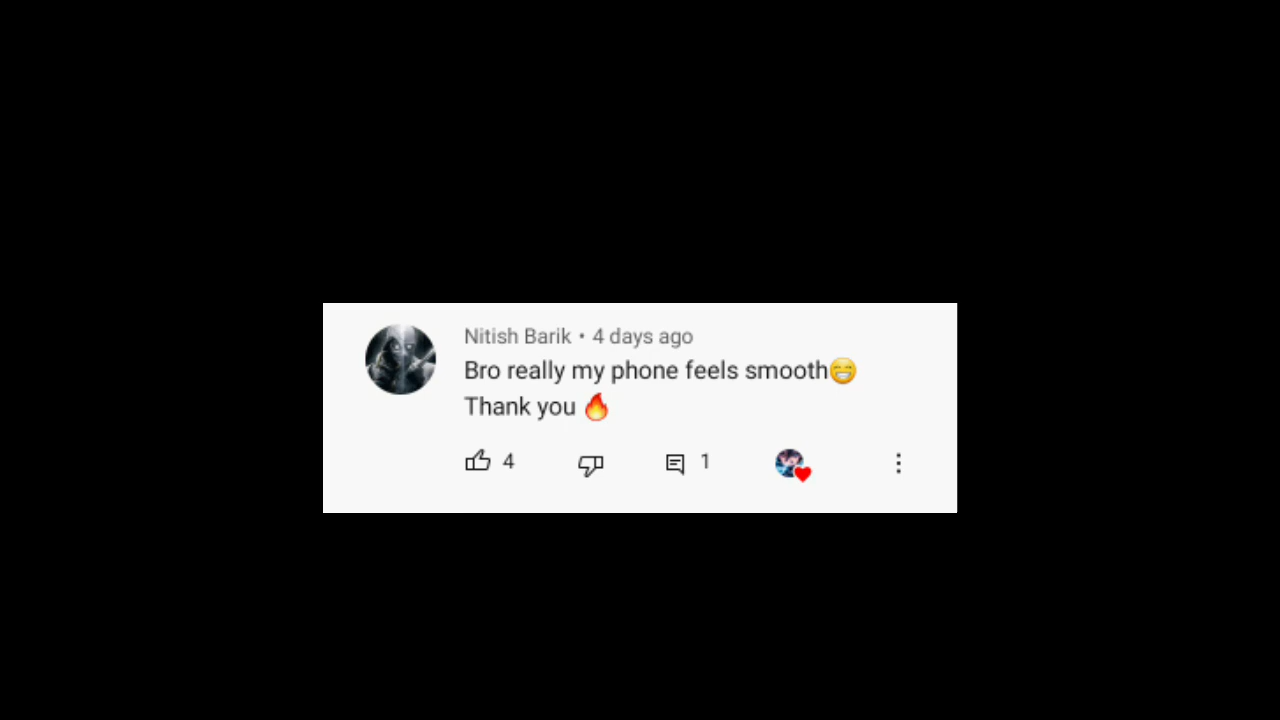 Nitish Barik • 4 days ago
Bro really my phone feels smooth😁
Thank you 🔥
4 1